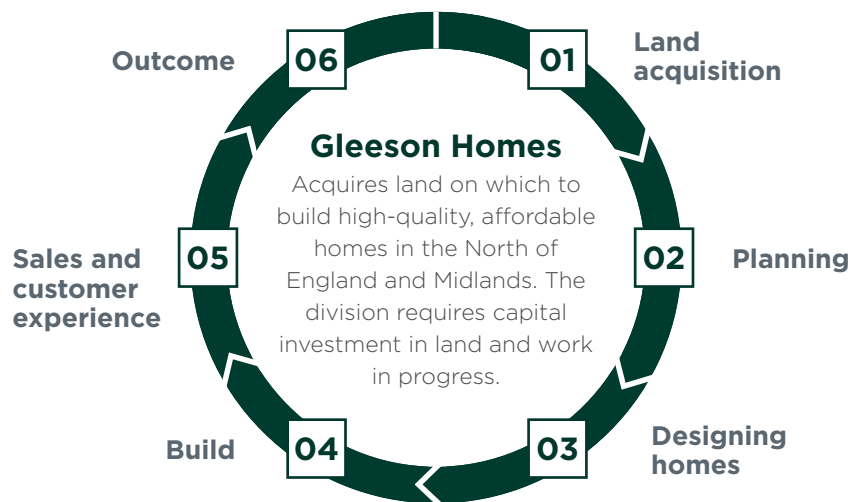 01
Land
acquisition
02
Planning
03
Designing
homes
04
Build
05
Sales and
customer
experience
06
Outcome
Gleeson Homes
Acquires land on which to
build high-quality, affordable
homes in the North of
England and Midlands. The
division requires capital
investment in land and work
in progress.